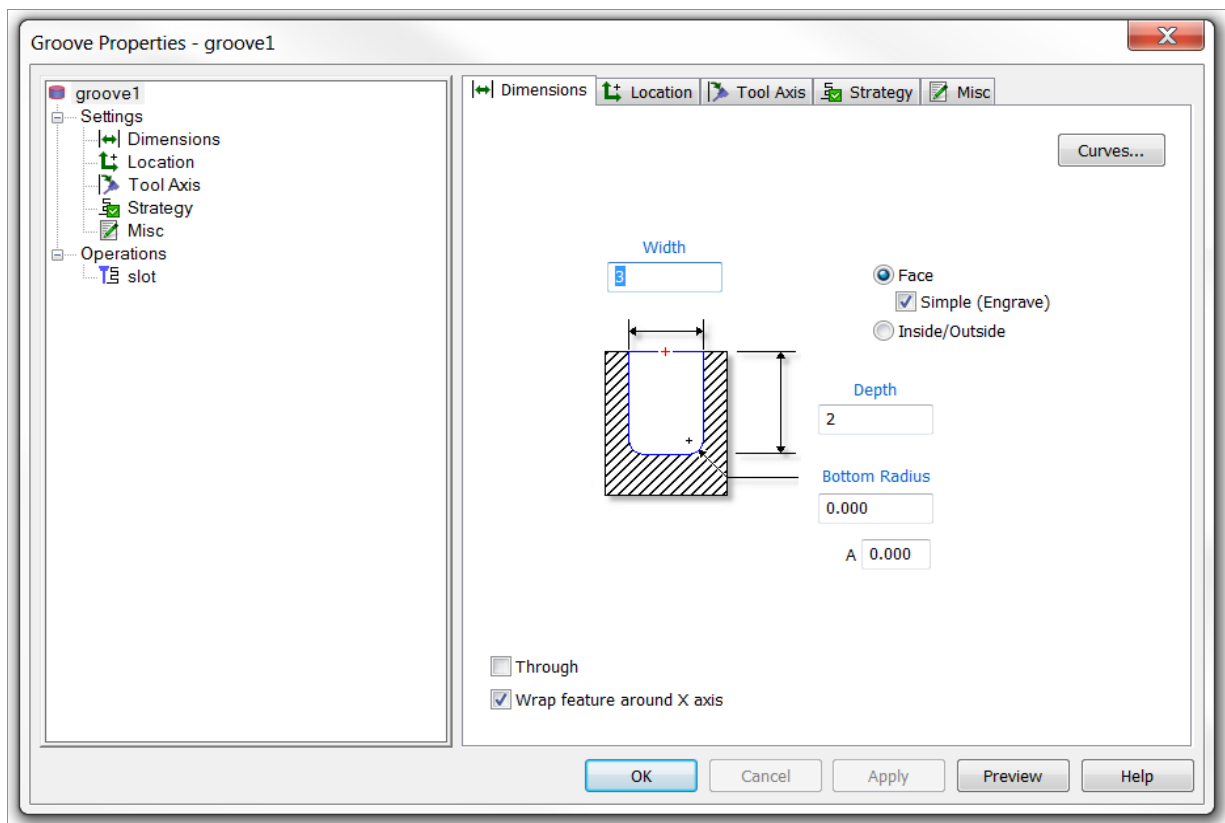 Groove Properties - groove1
groove1
Settings
Dimensions
Location
Tool Axis
Strategy
Misc
Operations
slot
Dimensions Location Tool Axis Strategy Misc
Curves...
Width
3
Face
Simple (Engrave)
Inside/Outside
Depth
2
Bottom Radius
0.000
A 0.000
Through
Wrap feature around X axis
OK Cancel Apply Preview Help